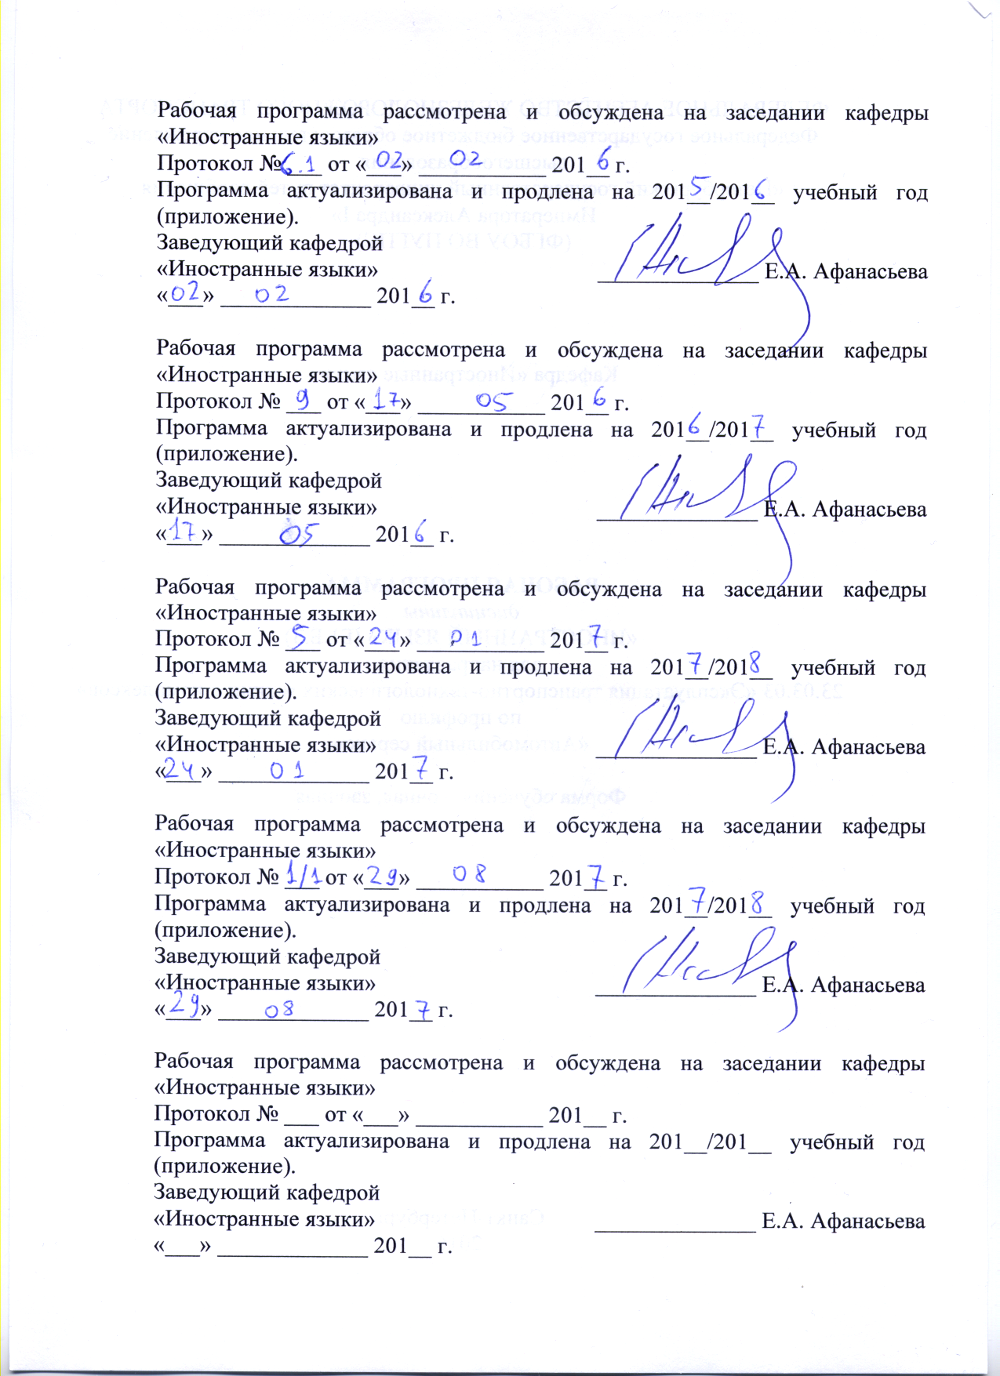 Рабочая программа рассмотрена и обсуждена на заседании кафедры
«Иностранные языки»
Протокол № 6.1 от «02» 02 2016 г.
Программа актуализирована и продлена на 2015/2016 учебный год
(приложение).
Заведующий кафедрой
«Иностранные языки» ______________ Е.А. Афанасьева
«02» 02 2016 г.
Рабочая программа рассмотрена и обсуждена на заседании кафедры
«Иностранные языки»
Протокол № 9 от «17» 05 2016 г.
Программа актуализирована и продлена на 2016/2017 учебный год
(приложение).
Заведующий кафедрой
«Иностранные языки» ______________ Е.А. Афанасьева
«17» 05 2016 г.
Рабочая программа рассмотрена и обсуждена на заседании кафедры
«Иностранные языки»
Протокол № 5 от «24» 01 2017 г.
Программа актуализирована и продлена на 2017/2018 учебный год
(приложение).
Заведующий кафедрой
«Иностранные языки» ______________ Е.А. Афанасьева
«24» 01 2017 г.
Рабочая программа рассмотрена и обсуждена на заседании кафедры
«Иностранные языки»
Протокол № 1/1 от «29» 08 2017 г.
Программа актуализирована и продлена на 2017/2018 учебный год
(приложение).
Заведующий кафедрой
«Иностранные языки» ______________ Е.А. Афанасьева
«29» 08 2017 г.
Рабочая программа рассмотрена и обсуждена на заседании кафедры
«Иностранные языки»
Протокол № ___ от «___» ___________ 201__ г.
Программа актуализирована и продлена на 201__/201__ учебный год
(приложение).
Заведующий кафедрой
«Иностранные языки» ______________ Е.А. Афанасьева
«___» _____________ 201__ г.